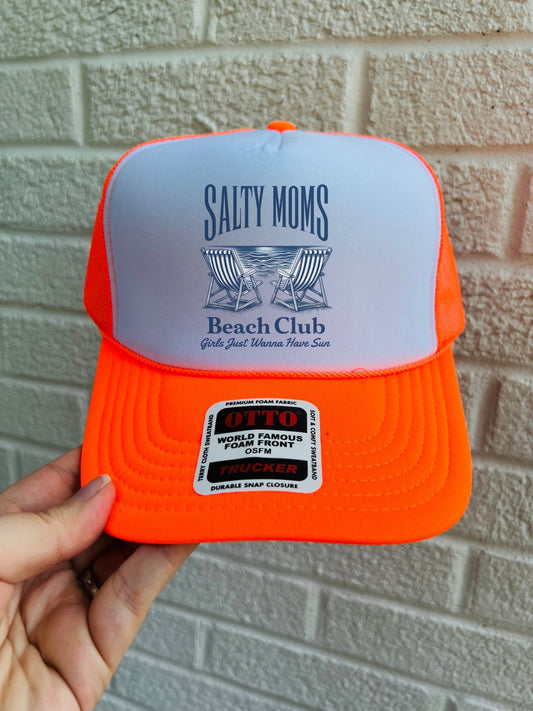 SALTY MOMS
Beach Club
Girls Just Wanna Have Sun
PREMIUM FOAM FABRIC
OTTO
WORLD FAMOUS
FOAM FRONT
OSFM
TRUCKER
DURABLE SNAP CLOSURE
TERRY CLOTH SWEATBAND
SOFT & COMFY SWEATBAND